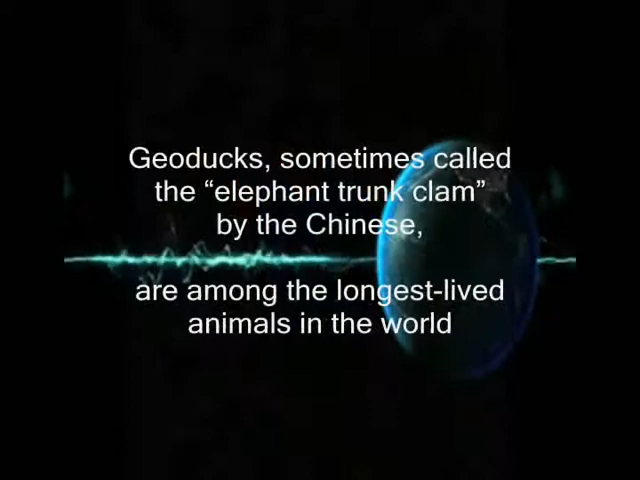 Geoducks, sometimes called
the “elephant trunk clam”
by the Chinese,
are among the longest-lived
animals in the world